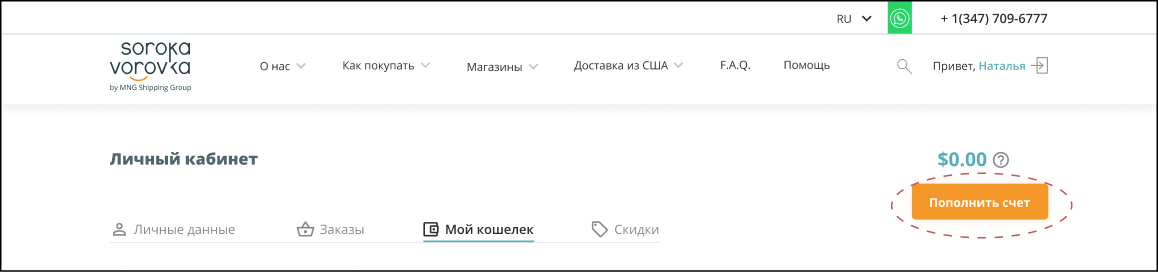 RU + 1(347) 709-6777
soroka
vorovka
by MNG Shipping Group
О нас Как покупать Магазины Доставка из США F.A.Q. Помощь Привет, Наталья
Личный кабинет
$0.00 ?
Пополнить счет
Личные данные Заказы Мой кошелек Скидки